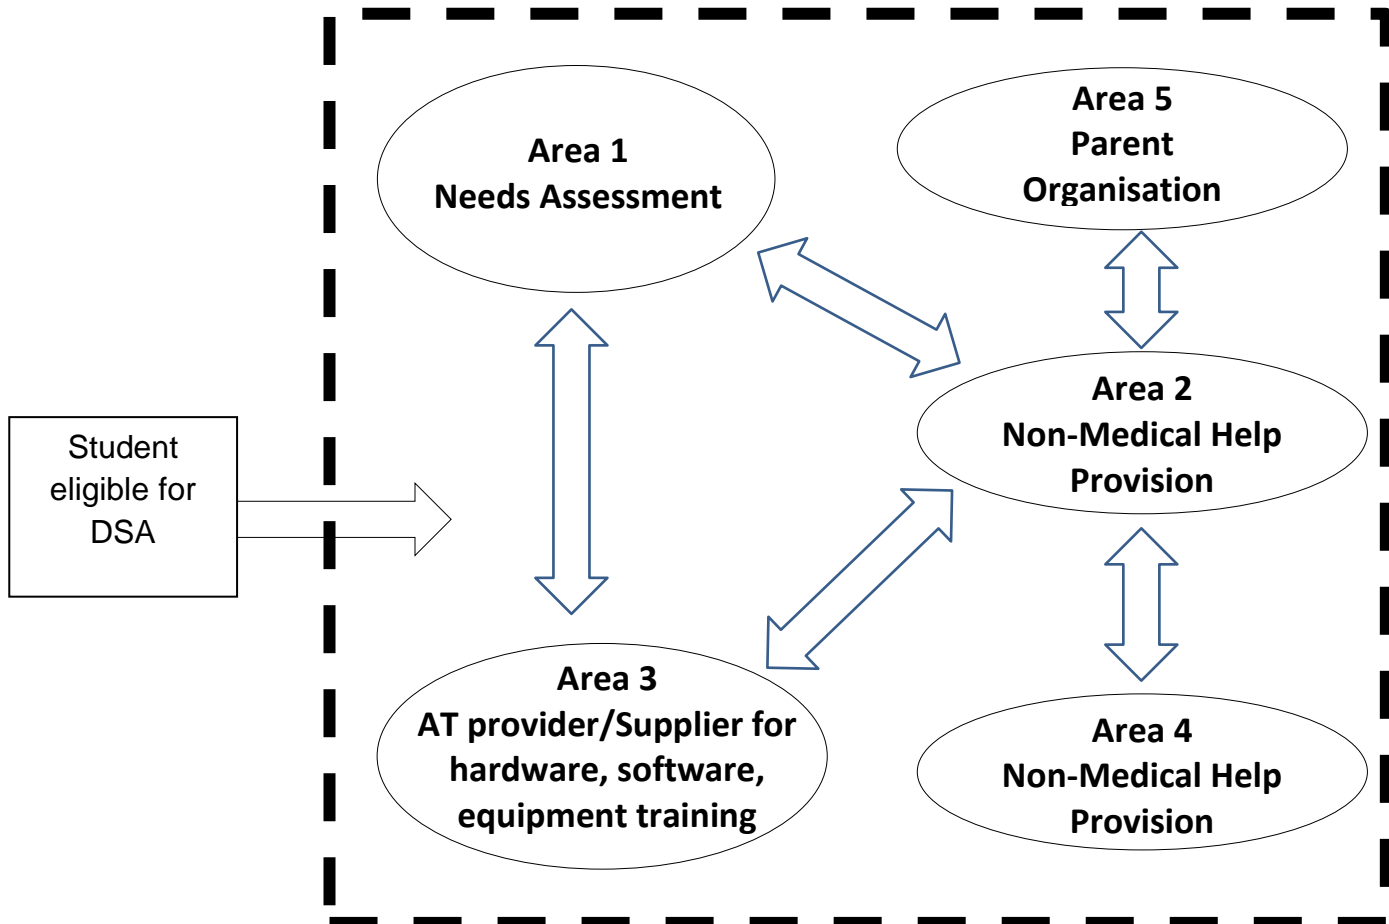 Student
eligible for
DSA
Area 1
Needs Assessment
Area 5
Parent
Organisation
Area 2
Non-Medical Help
Provision
Area 3
AT provider/Supplier for
hardware, software,
equipment training
Area 4
Non-Medical Help
Provision